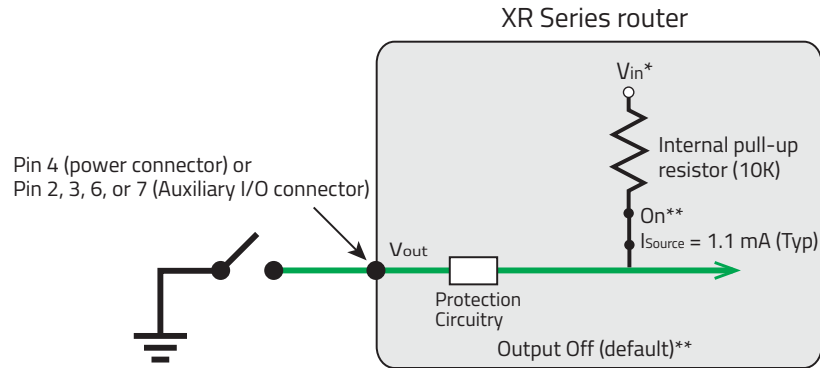 XR Series router
Vin*
Internal pull-up
resistor (10K)
Pin 4 (power connector) or
Pin 2, 3, 6, or 7 (Auxiliary I/O connector)
On**
ISource = 1.1 mA (Typ)
Vout
Protection
Circuitry
Output Off (default)**